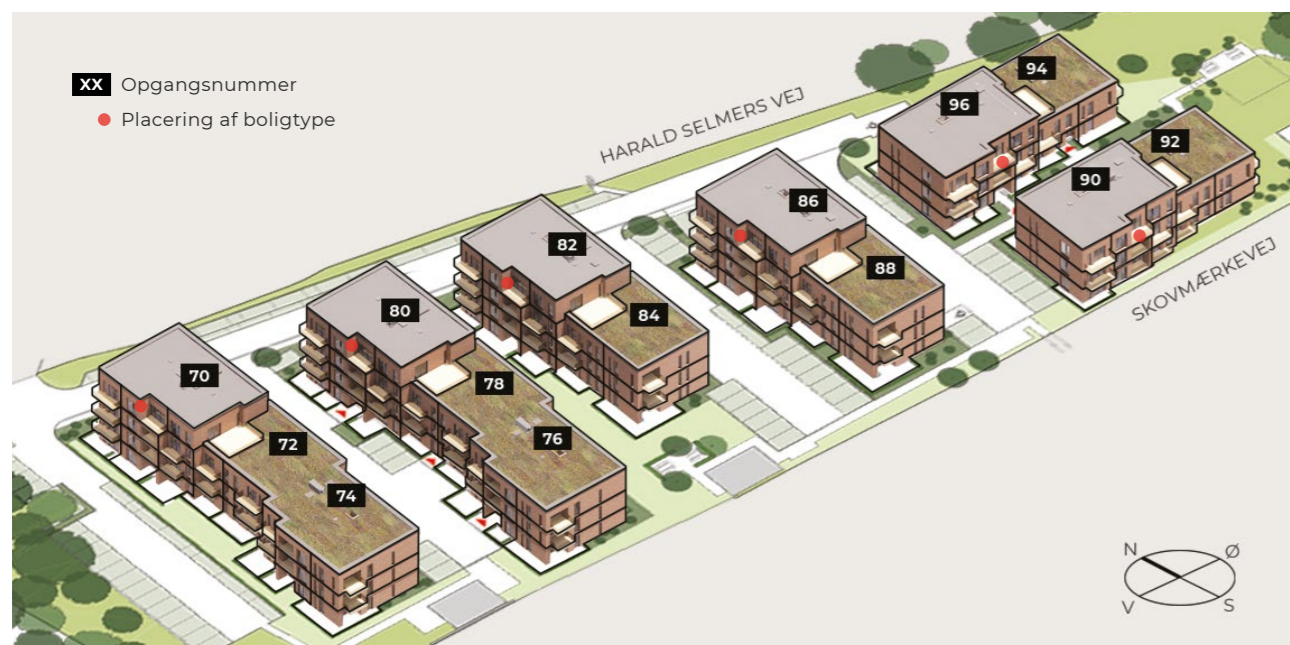 XX Opgangsnummer
Placering af boligtype
HARALD SELMERS VEJ
94
96
92
90
86
82
88
80
84
70
78
76
72
74
SKOVMÆRKEVEJ
N Ø
V S